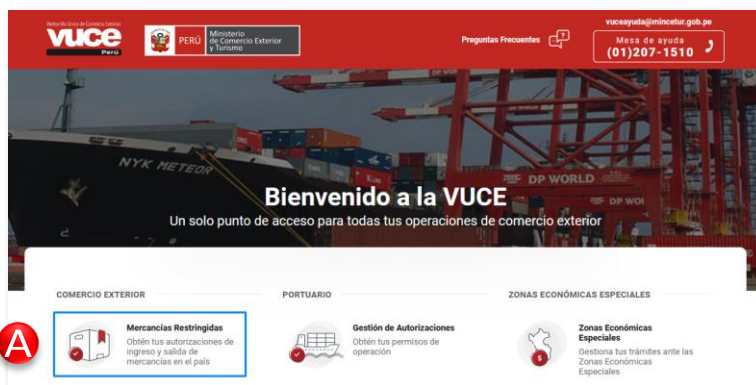 Ventanilla Única de Comercio Exterior
vuce
Perú
PERÚ
Ministerio
de Comercio Exterior
y Turismo
Preguntas Frecuentes
?
vuceayuda@mincetur.gob.pe
Mesa de ayuda
(01)207-1510
NYK METEOR
DP WORLD
DP WOR
Bienvenido a la VUCE
Un solo punto de acceso para todas tus operaciones de comercio exterior
COMERCIO EXTERIOR
PORTUARIO
ZONAS ECONÓMICAS ESPECIALES
A
Mercancías Restringidas
Obtén tus autorizaciones de
ingreso y salida de
mercancías en el país
Gestión de Autorizaciones
Obtén tus permisos de
operación
$
Zonas Económicas
Especiales
Gestiona tus trámites ante las
Zonas Económicas
Especiales